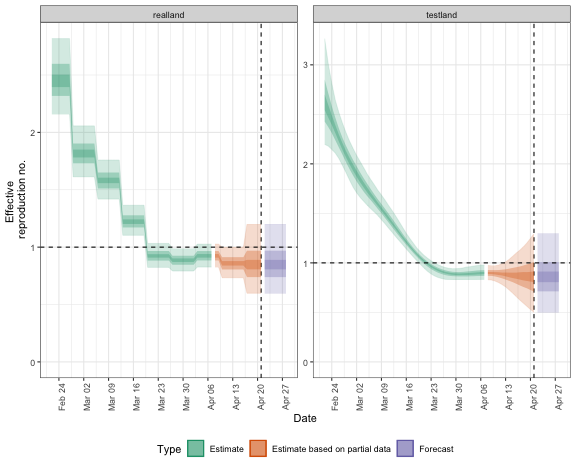 realland
testland
Effective
reproduction no.
2
1
0
3
2
1
0
Feb 24
Mar 02
Mar 09
Mar 16
Mar 23
Mar 30
Apr 06
Apr 13
Apr 20
Apr 27
Feb 24
Mar 02
Mar 09
Mar 16
Mar 23
Mar 30
Apr 06
Apr 13
Apr 20
Apr 27
Date
Type Estimate Estimate based on partial data Forecast